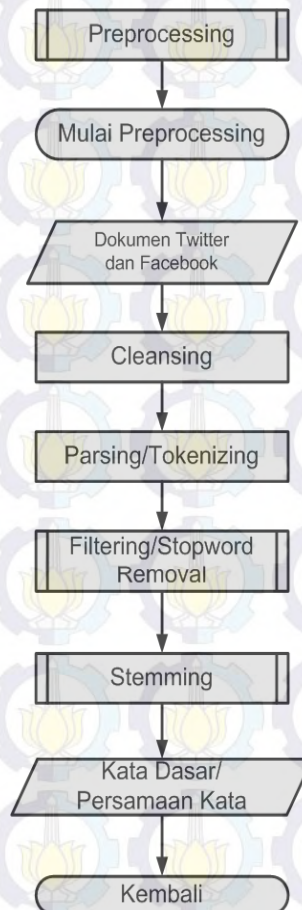 Preprocessing
Mulai Preprocessing
Dokumen Twitter
dan Facebook
Cleansing
Parsing/Tokenizing
Filtering/Stopword
Removal
Stemming
Kata Dasar/
Persamaan Kata
Kembali